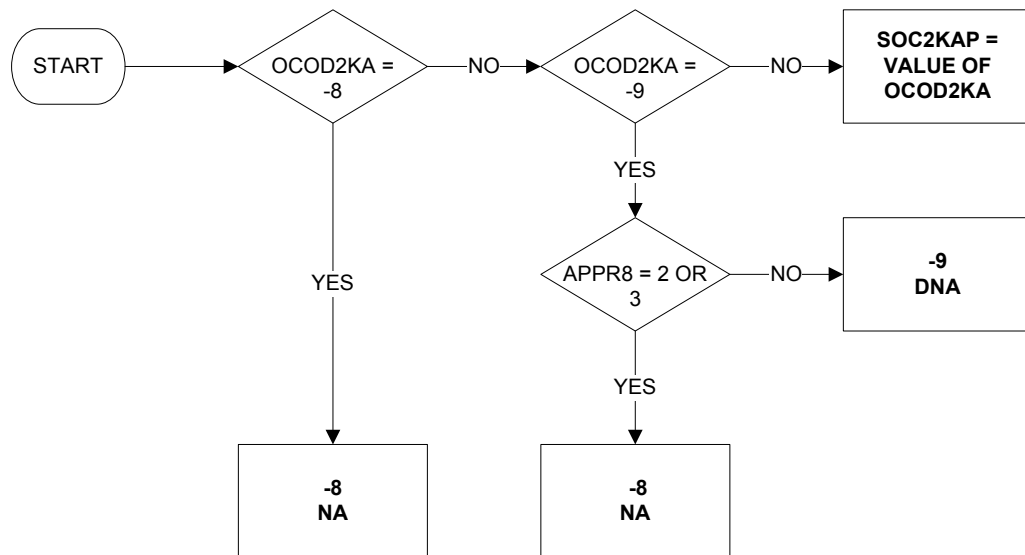 START
OCOD2KA =
-8
NO
OCOD2KA =
-9
NO
SOC2KAP =
VALUE OF
OCOD2KA
YES
YES
APPR8 = 2 OR
3
NO
-9
DNA
YES
-8
NA
-8
NA